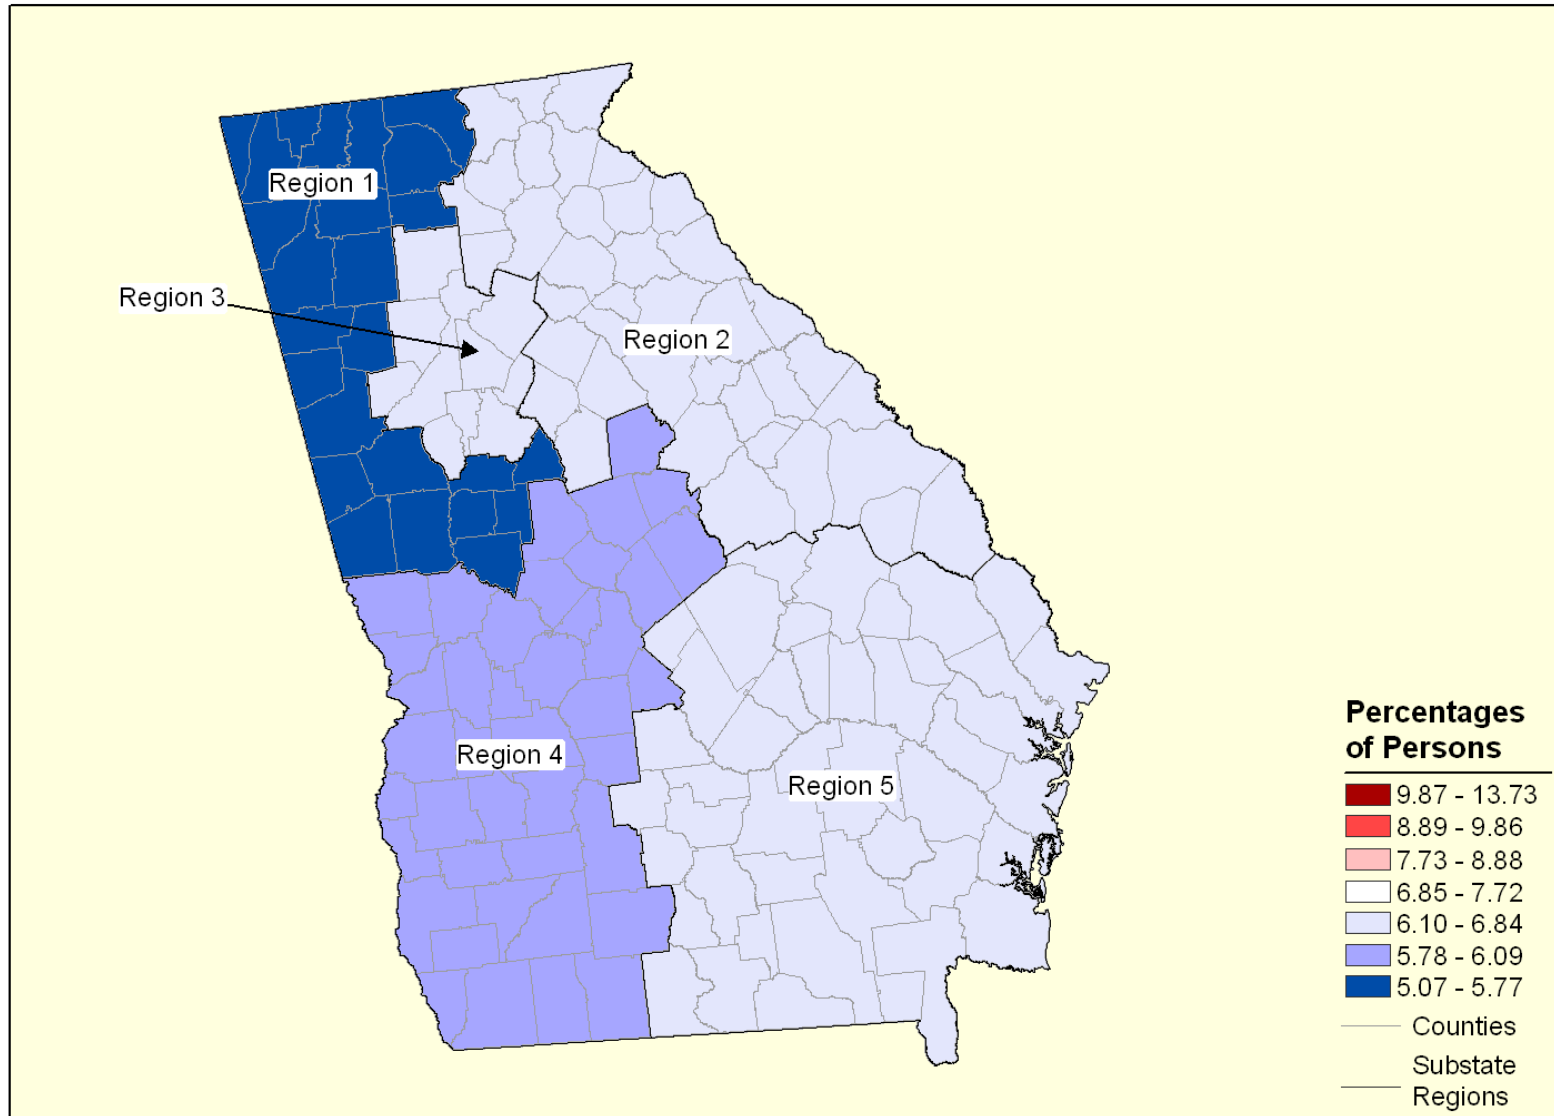 Region 1
Region 3
Region 2
Region 4
Region 5
Percentages
of Persons
9.87 - 13.73
8.89 - 9.86
7.73 - 8.88
6.85 - 7.72
6.10 - 6.84
5.78 - 6.09
5.07 - 5.77
Counties
Substate
Regions